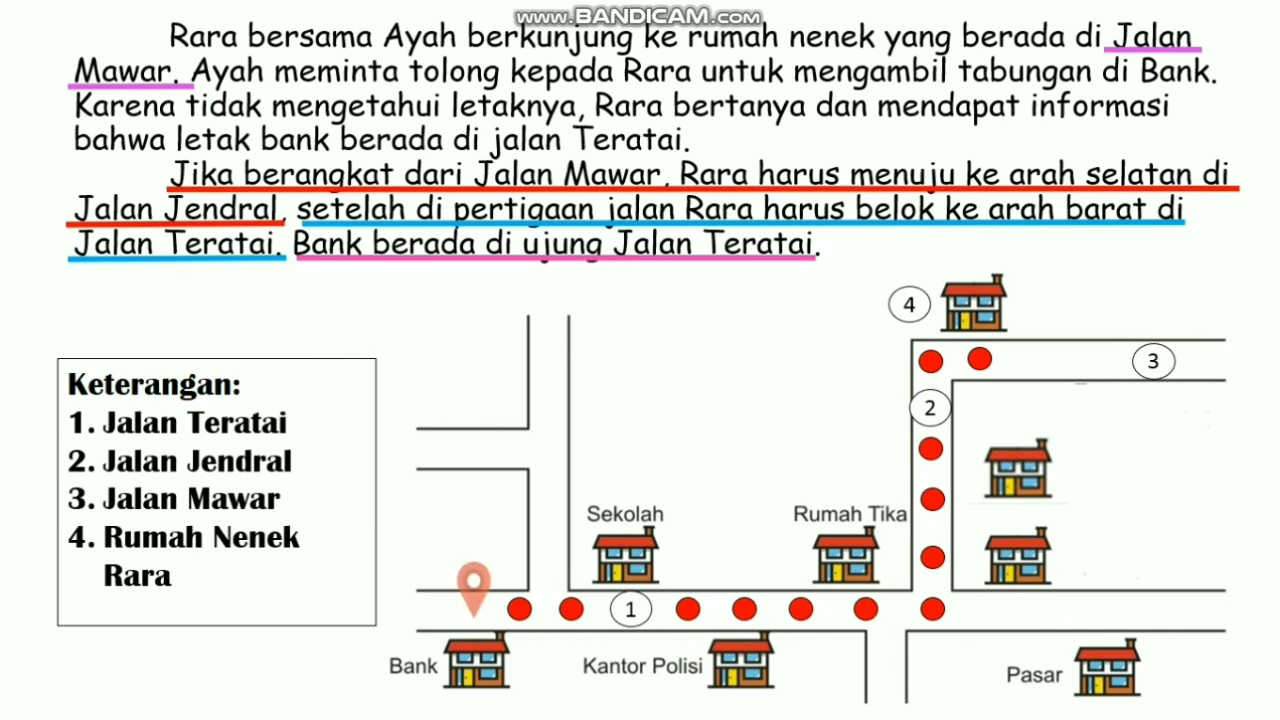 www.BANDICAM.com
Rara bersama Ayah berkunjung ke rumah nenek yang berada di Jalan
Mawar. Ayah meminta tolong kepada Rara untuk mengambil tabungan di Bank.
Karena tidak mengetahui letaknya, Rara bertanya dan mendapat informasi
bahwa letak bank berada di jalan Teratai.
Jika berangkat dari Jalan Mawar, Rara harus menuju ke arah selatan di
Jalan Jendral, setelah di pertigaan jalan Rara harus belok ke arah barat di
Jalan Teratai. Bank berada di ujung Jalan Teratai.
Keterangan:
1. Jalan Teratai
2. Jalan Jendral
3. Jalan Mawar
4. Rumah Nenek
Rara
4
3
2
Sekolah
Rumah Tika
1
Bank
Kantor Polisi
Pasar